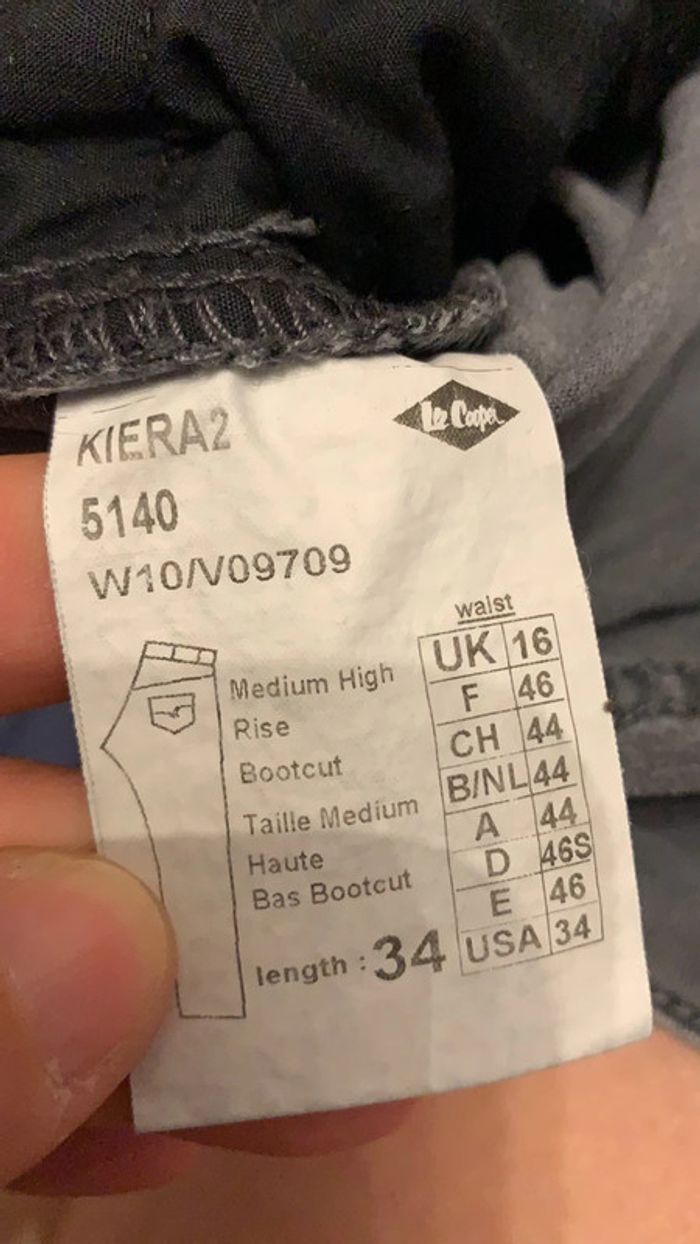 Lee Cooper
KIERA2
5140
W10/V09709
Medium High
Rise
Bootcut
Taille Medium
Haute
Bas Bootcut
length : 34
waist
UK 16
F 46
CH 44
B/NL 44
A 44
D 46S
E 46
USA 34